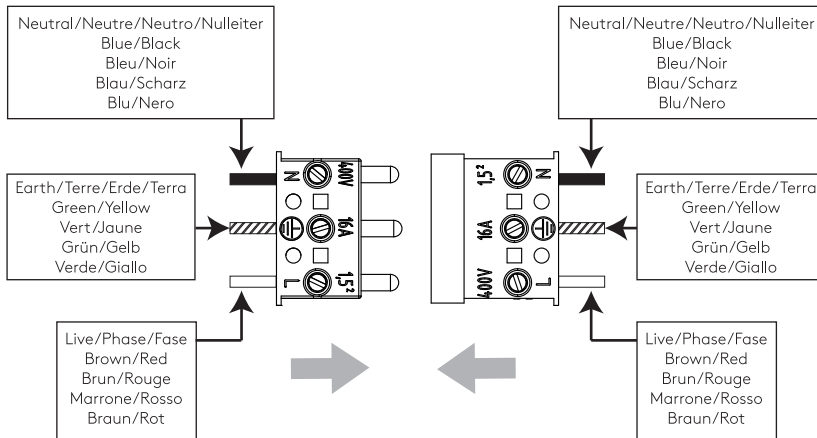 Neutral/Neutre/Neutro/Nulleiter
Blue/Black
Bleu/Noir
Blau/Scharz
Blu/Nero
Earth/Terre/Erde/Terra
Green/Yellow
Vert/Jaune
Grün/Gelb
Verde/Giallo
Live/Phase/Fase
Brown/Red
Brun/Rouge
Marrone/Rosso
Braun/Rot
N
400V
16A
L
1,5²
1,5²
N
16A
400V
L
Neutral/Neutre/Neutro/Nulleiter
Blue/Black
Bleu/Noir
Blau/Scharz
Blu/Nero
Earth/Terre/Erde/Terra
Green/Yellow
Vert/Jaune
Grün/Gelb
Verde/Giallo
Live/Phase/Fase
Brown/Red
Brun/Rouge
Marrone/Rosso
Braun/Rot